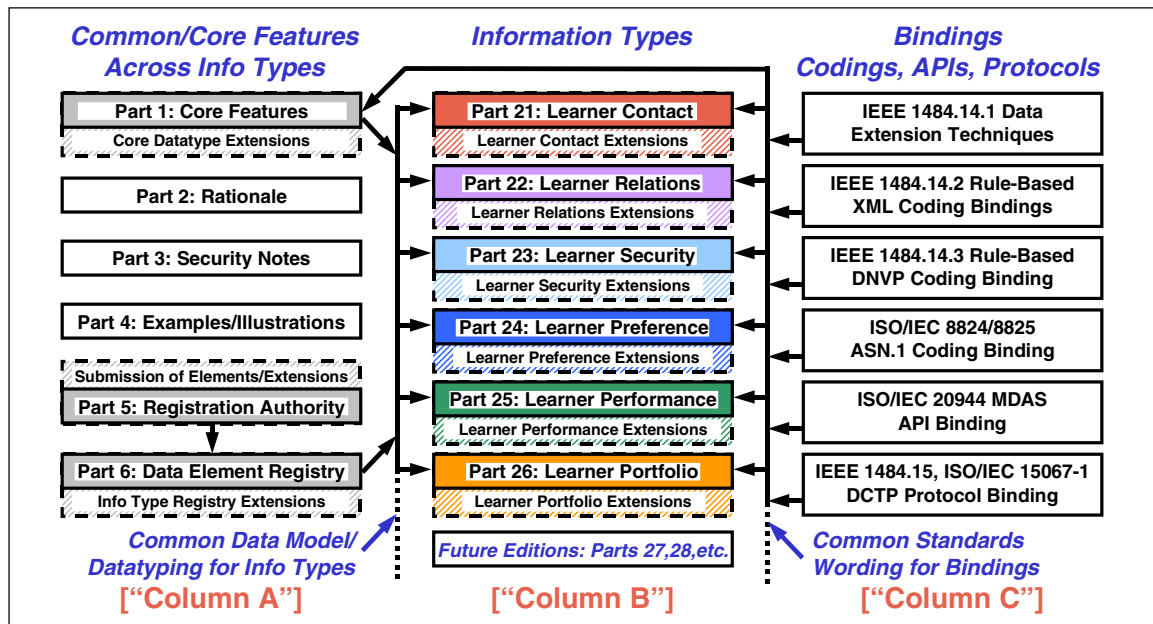 Common/Core Features
Across Info Types
Part 1: Core Features
Core Datatype Extensions
Part 2: Rationale
Part 3: Security Notes
Part 4: Examples/Illustrations
Submission of Elements/Extensions
Part 5: Registration Authority
Part 6: Data Element Registry
Info Type Registry Extensions
Common Data Model/
Datatyping for Info Types
["Column A"]
Information Types
Part 21: Learner Contact
Learner Contact Extensions
Part 22: Learner Relations
Learner Relations Extensions
Part 23: Learner Security
Learner Security Extensions
Part 24: Learner Preference
Learner Preference Extensions
Part 25: Learner Performance
Learner Performance Extensions
Part 26: Learner Portfolio
Learner Portfolio Extensions
Future Editions: Parts 27,28,etc.
["Column B"]
Bindings
Codings, APIs, Protocols
IEEE 1484.14.1 Data
Extension Techniques
IEEE 1484.14.2 Rule-Based
XML Coding Bindings
IEEE 1484.14.3 Rule-Based
DNVP Coding Binding
ISO/IEC 8824/8825
ASN.1 Coding Binding
ISO/IEC 20944 MDAS
API Binding
IEEE 1484.15, ISO/IEC 15067-1
DCTP Protocol Binding
Common Standards
Wording for Bindings
["Column C"]